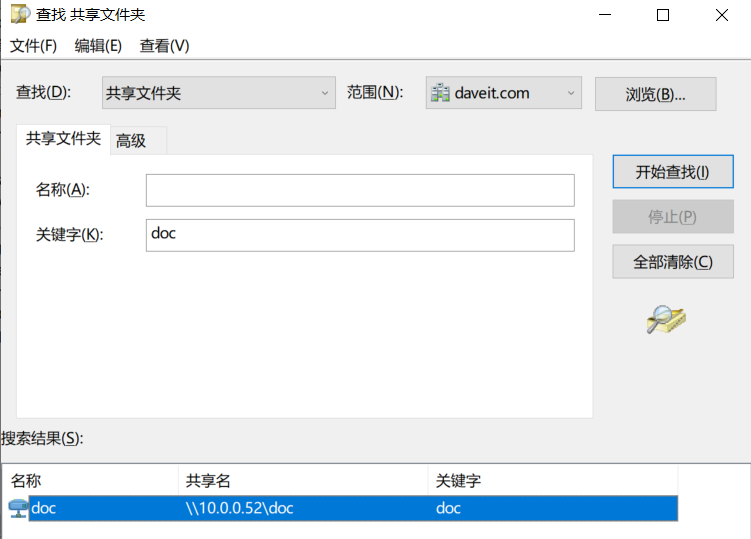 查找 共享文件夹
文件(F) 编辑(E) 查看(V)
查找(D): 共享文件夹 范围(N): daveit.com 浏览(B)...
共享文件夹 高级
名称(A):
关键字(K): doc
开始查找(I)
停止(P)
全部清除(C)
搜索结果(S):
名称 共享名 关键字
doc \\10.0.0.52\doc doc